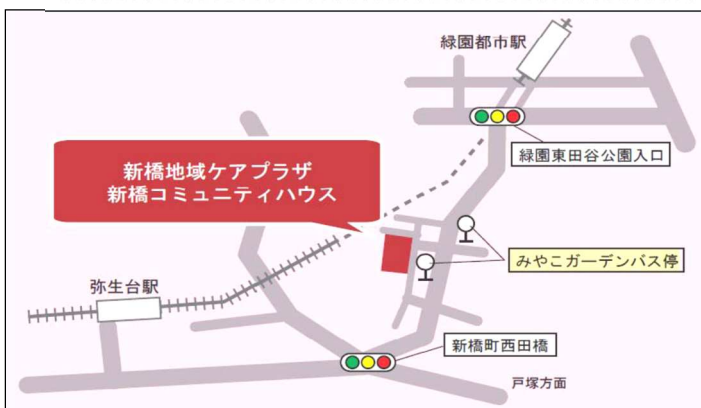 緑園都市駅
緑園東田谷公園入口
新橋地域ケアプラザ
新橋コミュニティハウス
みやこガーデンバス停
弥生台駅
新橋町西田橋
戸塚方面